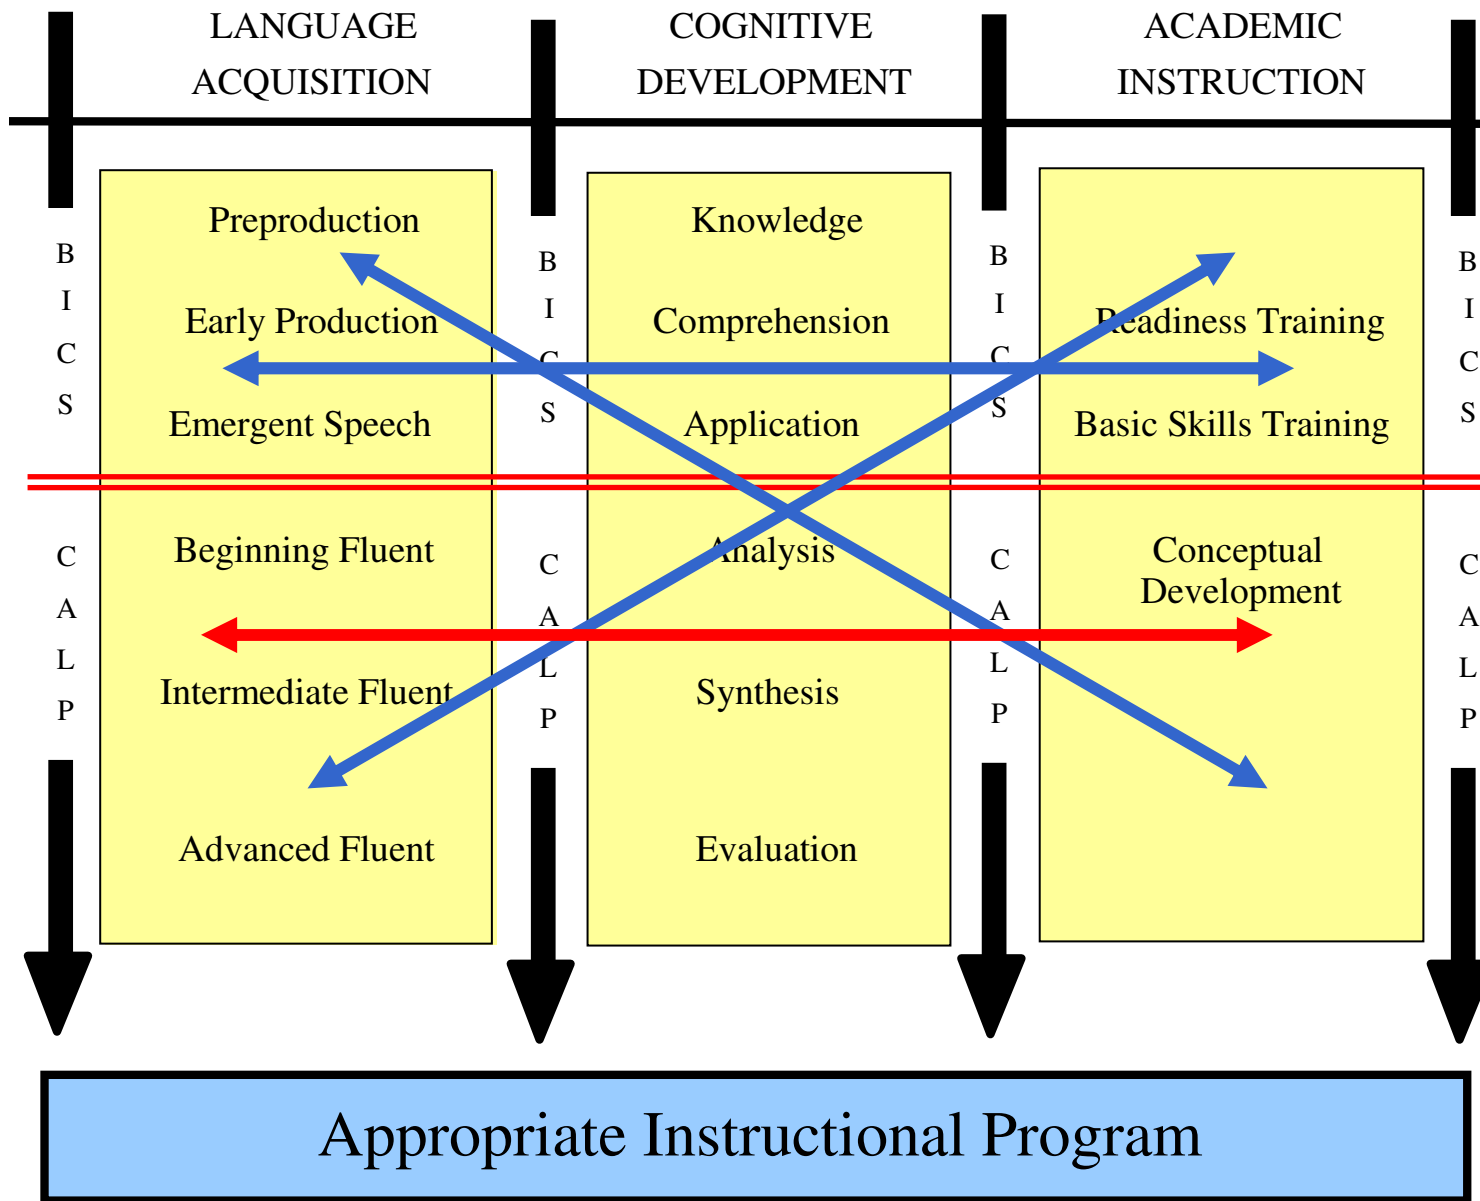 LANGUAGE
ACQUISITION
COGNITIVE
DEVELOPMENT
ACADEMIC
INSTRUCTION
B
I
C
S
C
A
L
P
Preproduction
Early Production
Emergent Speech
Beginning Fluent
Intermediate Fluent
Advanced Fluent
B
I
C
S
C
A
L
P
Knowledge
Comprehension
Application
Analysis
Synthesis
Evaluation
B
I
C
S
C
A
L
P
Readiness Training
Basic Skills Training
Conceptual
Development
B
I
C
S
C
A
L
P
Appropriate Instructional Program